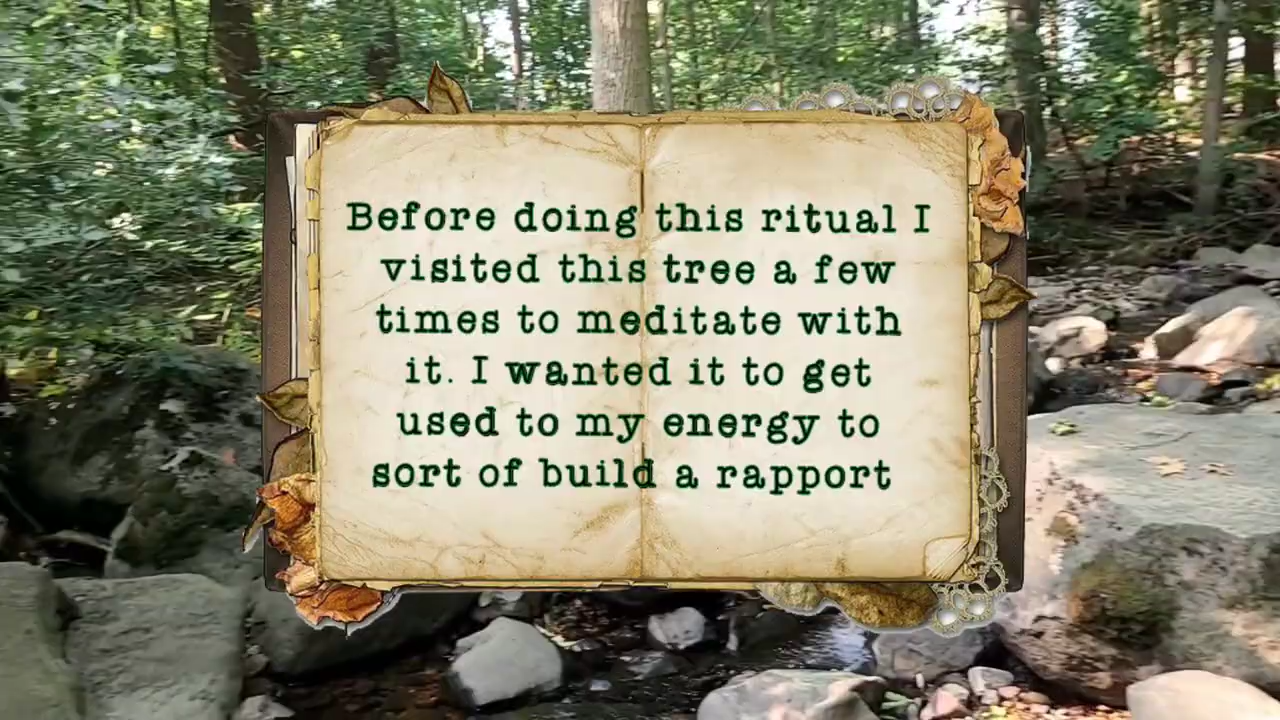 Before doing this ritual I
visited this tree a few
times to meditate with
it. I wanted it to get
used to my energy to
sort of build a rapport